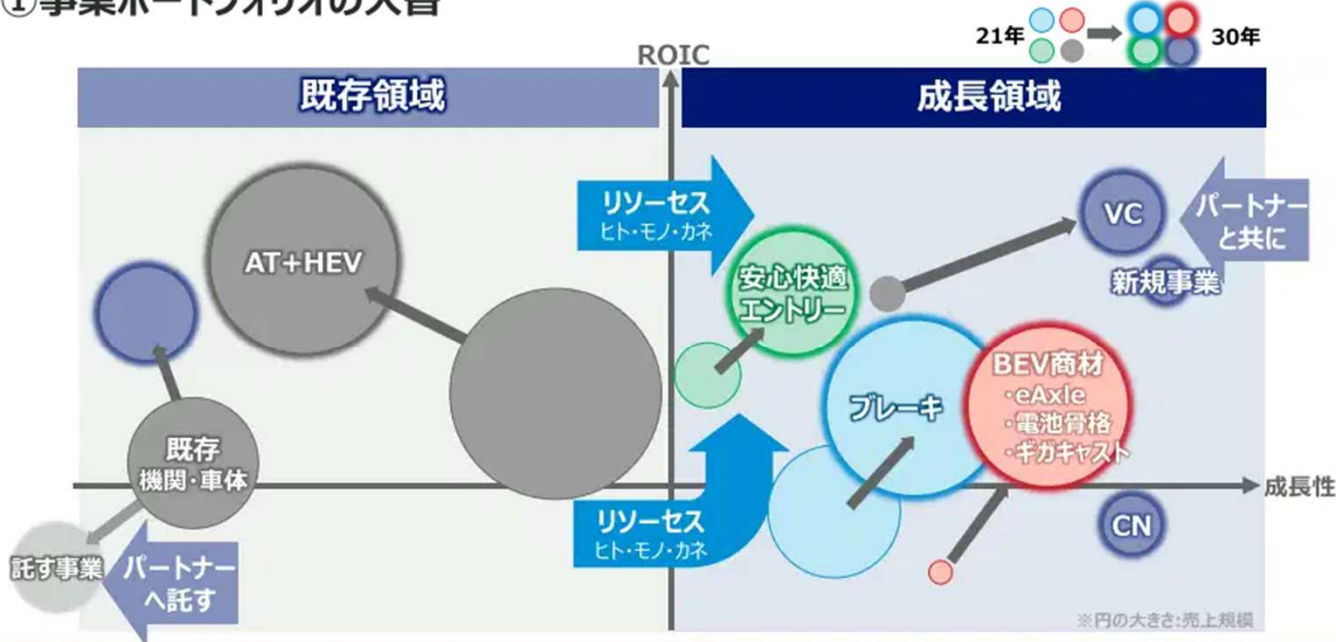 ①事業ポートフォリオの入替
21年
30年
ROIC
既存領域
成長領域
リソーセス
ヒト・モノ・カネ
VC
パートナー
と共に
AT+HEV
安心快適
エントリー
新規事業
BEV商材
・eAxle
・電池骨格
・ギガキャスト
ブレーキ
既存
機関・車体
成長性
リソーセス
ヒト・モノ・カネ
CN
託す事業
パートナー
へ託す
※円の大きさ:売上規模